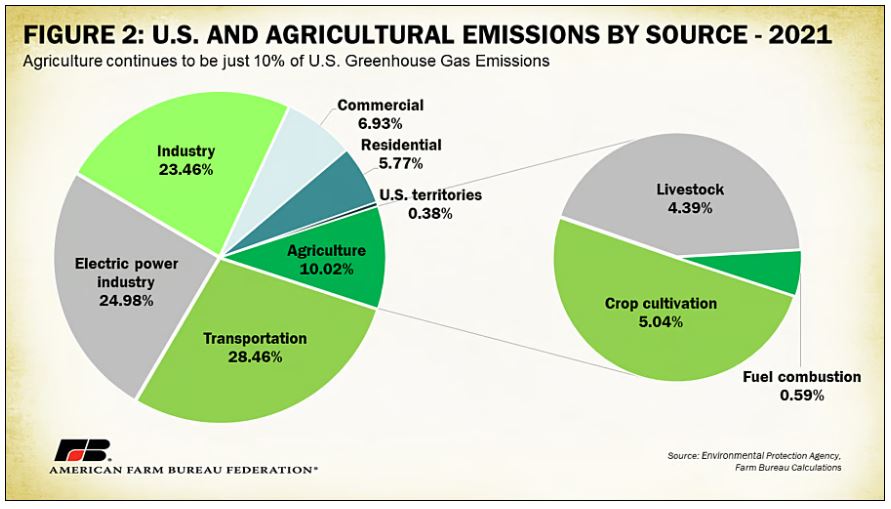 FIGURE 2: U.S. AND AGRICULTURAL EMISSIONS BY SOURCE - 2021
Agriculture continues to be just 10% of U.S. Greenhouse Gas Emissions
Commercial
6.93%
Industry
23.46%
Residential
5.77%
U.S. territories
0.38%
Livestock
4.39%
Agriculture
10.02%
Electric power
industry
24.98%
Crop cultivation
5.04%
Transportation
28.46%
Fuel combustion
0.59%
FB®
AMERICAN FARM BUREAU FEDERATION®
Source: Environmental Protection Agency,
Farm Bureau Calculations